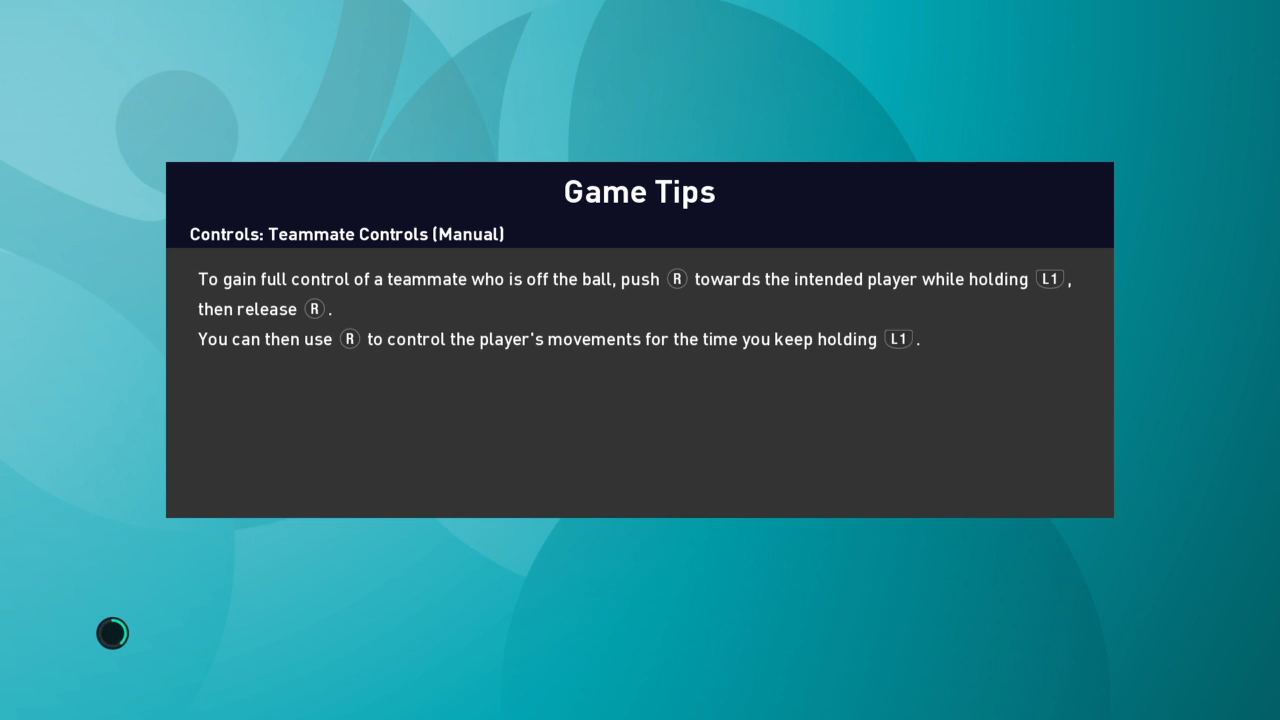 Game Tips
Controls: Teammate Controls (Manual)
To gain full control of a teammate who is off the ball, push R towards the intended player while holding L1,
then release R.
You can then use R to control the player's movements for the time you keep holding L1.